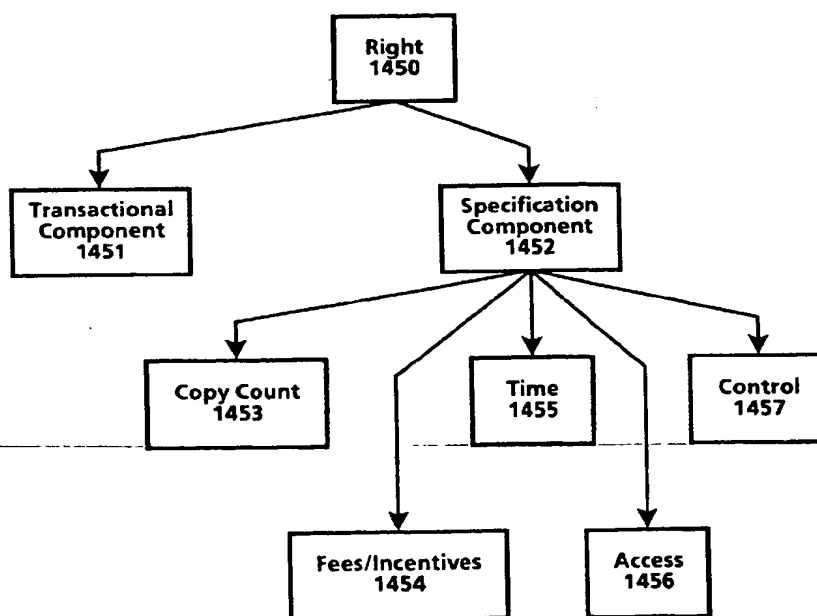 Right
1450
Transactional
Component
1451
Specification
Component
1452
Copy Count
1453
Time
1455
Control
1457
Fees/Incentives
1454
Access
1456